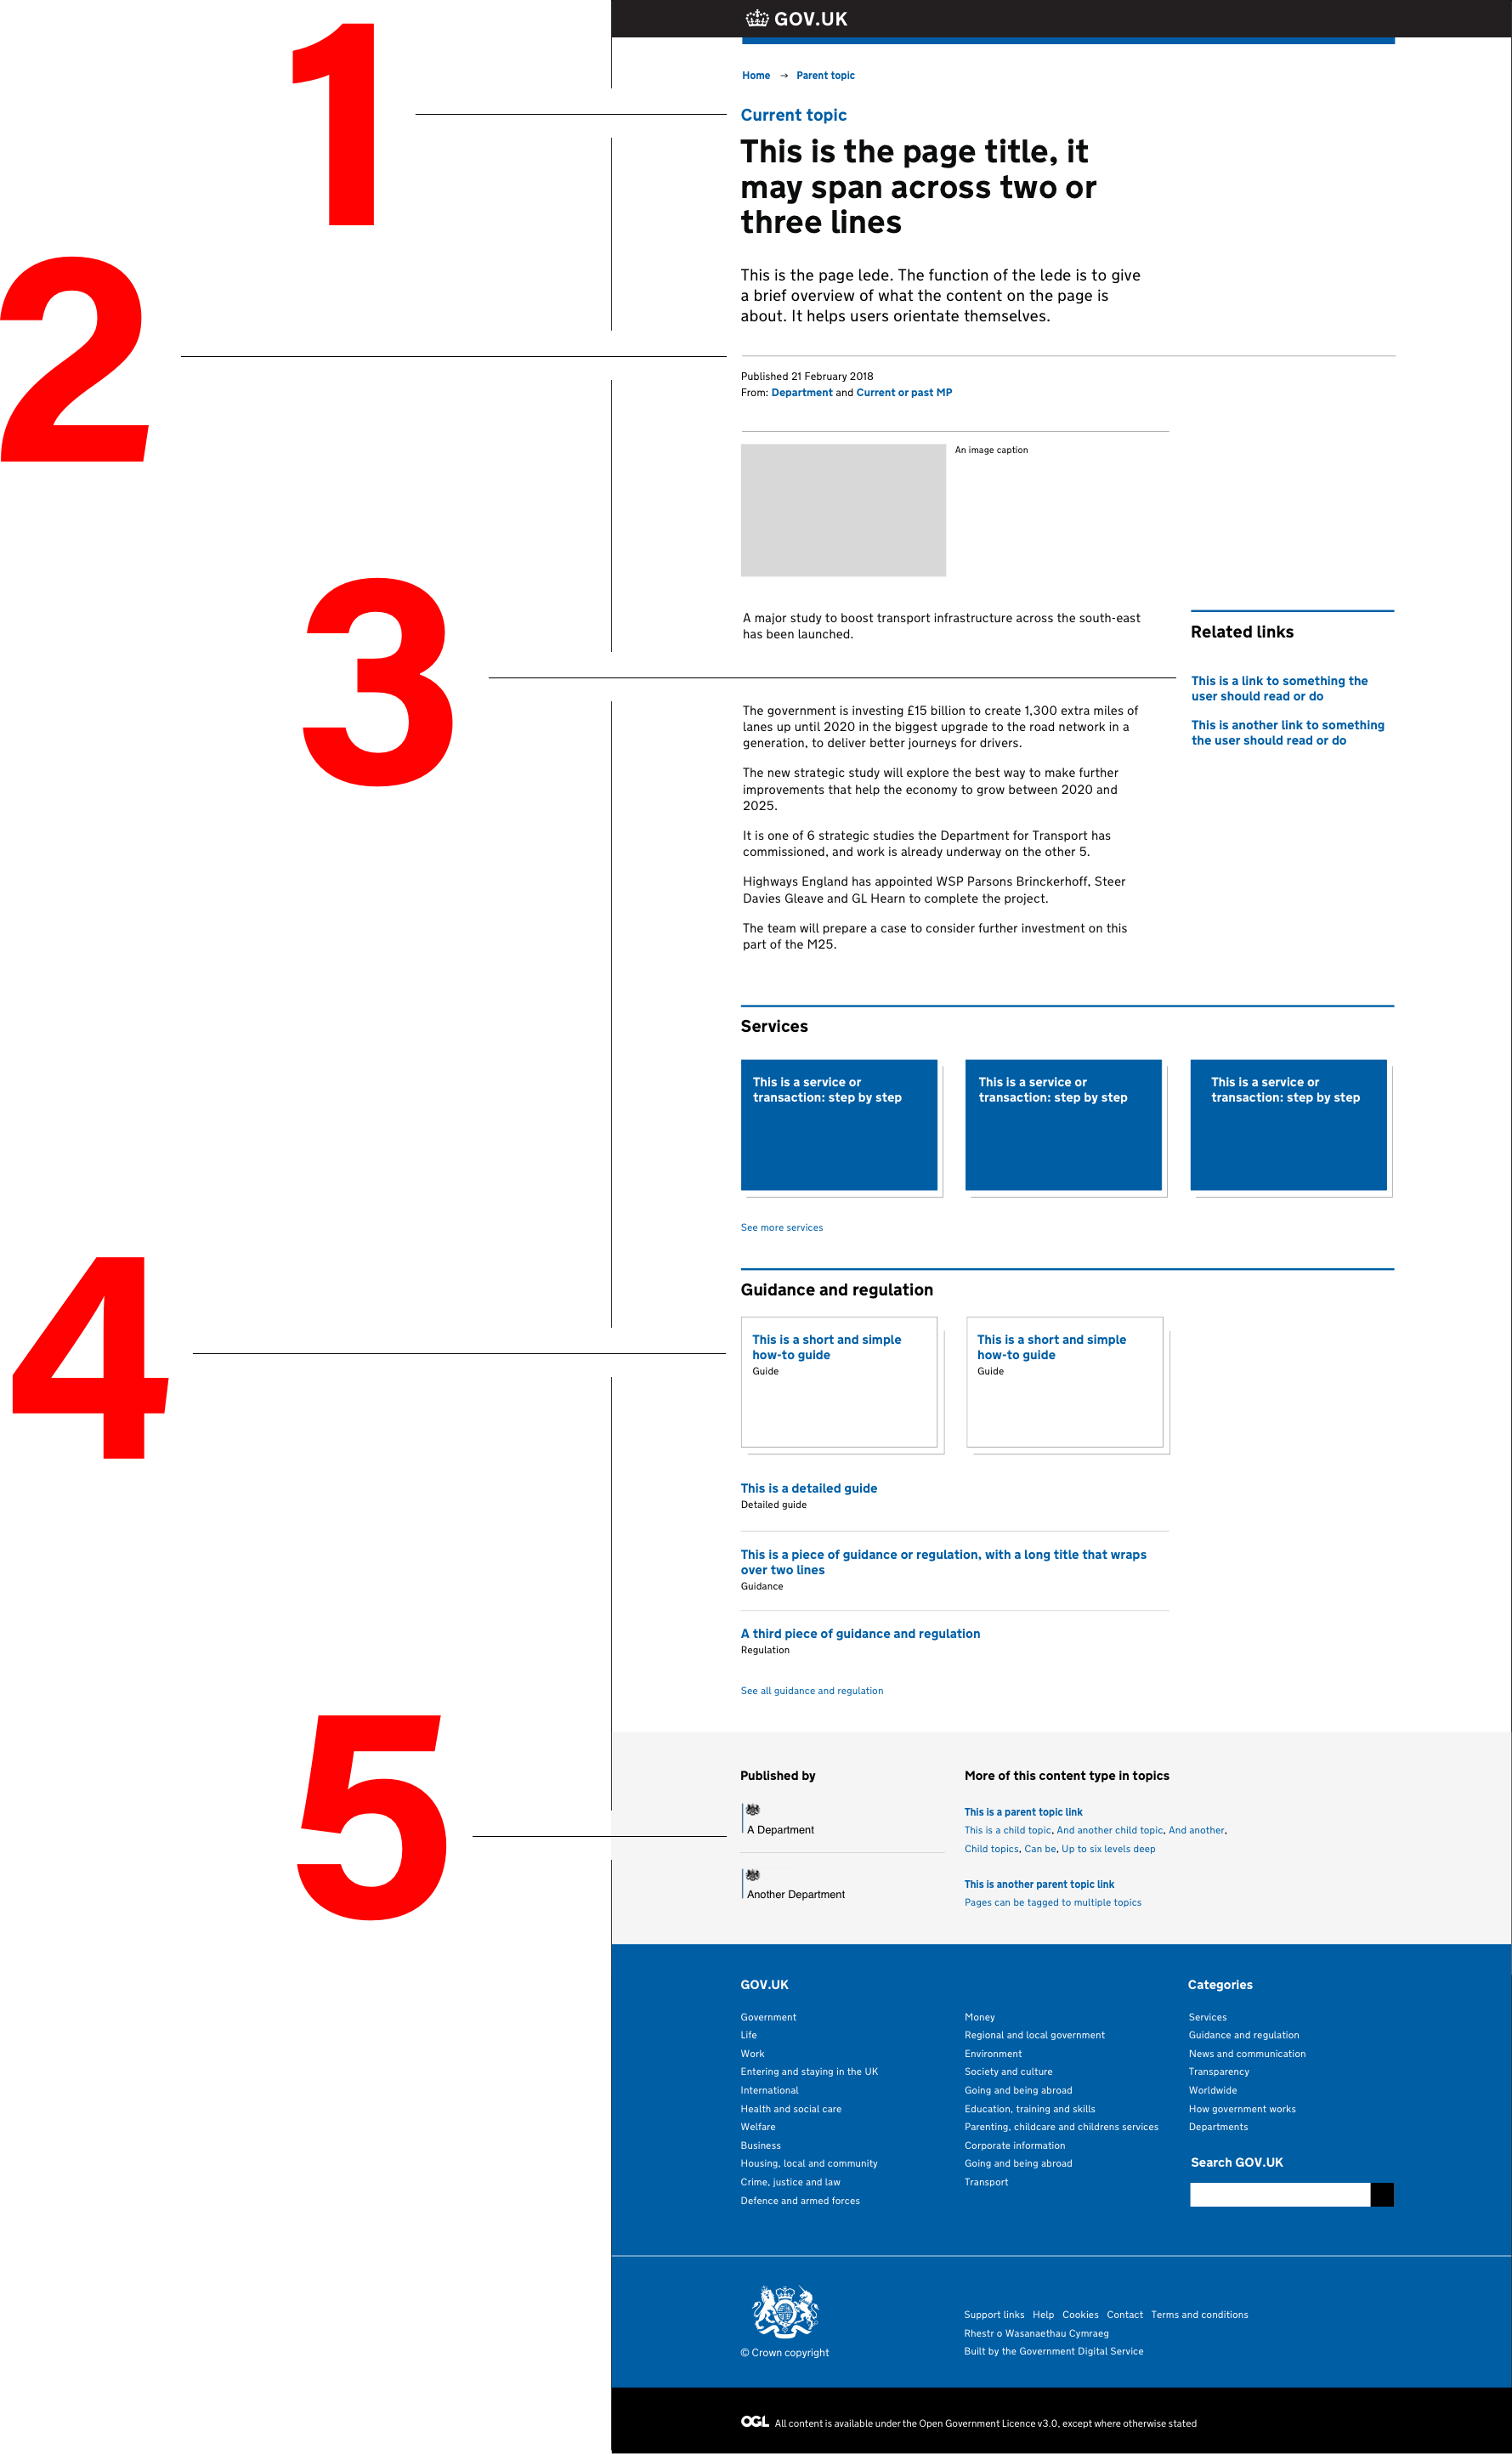 GOV.UK
Home → Parent topic
1
Current topic
This is the page title, it
may span across two or
three lines
2
This is the page lede. The function of the lede is to give
a brief overview of what the content on the page is
about. It helps users orientate themselves.
Published 21 February 2018
From: Department and Current or past MP
An image caption
3
A major study to boost transport infrastructure across the south-east
has been launched.
The government is investing £15 billion to create 1,300 extra miles of
lanes up until 2020 in the biggest upgrade to the road network in a
generation, to deliver better journeys for drivers.
The new strategic study will explore the best way to make further
improvements that help the economy to grow between 2020 and
2025.
It is one of 6 strategic studies the Department for Transport has
commissioned, and work is already underway on the other 5.
Highways England has appointed WSP Parsons Brinckerhoff, Steer
Davies Gleave and GL Hearn to complete the project.
The team will prepare a case to consider further investment on this
part of the M25.
Related links
This is a link to something the
user should read or do
This is another link to something
the user should read or do
Services
This is a service or
transaction: step by step
This is a service or
transaction: step by step
This is a service or
transaction: step by step
See more services
4
Guidance and regulation
This is a short and simple
how-to guide
Guide
This is a short and simple
how-to guide
Guide
This is a detailed guide
Detailed guide
This is a piece of guidance or regulation, with a long title that wraps
over two lines
Guidance
A third piece of guidance and regulation
Regulation
See all guidance and regulation
5
Published by
A Department
Another Department
More of this content type in topics
This is a parent topic link
This is a child topic, And another child topic, And another,
Child topics, Can be, Up to six levels deep
This is another parent topic link
Pages can be tagged to multiple topics
GOV.UK
Government
Life
Work
Entering and staying in the UK
International
Health and social care
Welfare
Business
Housing, local and community
Crime, justice and law
Defence and armed forces
Money
Regional and local government
Environment
Society and culture
Going and being abroad
Education, training and skills
Parenting, childcare and childrens services
Corporate information
Going and being abroad
Transport
Categories
Services
Guidance and regulation
News and communication
Transparency
Worldwide
How government works
Departments
Search GOV.UK
© Crown copyright
Support links Help Cookies Contact Terms and conditions
Rhestr o Wasanaethau Cymraeg
Built by the Government Digital Service
OGL All content is available under the Open Government Licence v3.0, except where otherwise stated